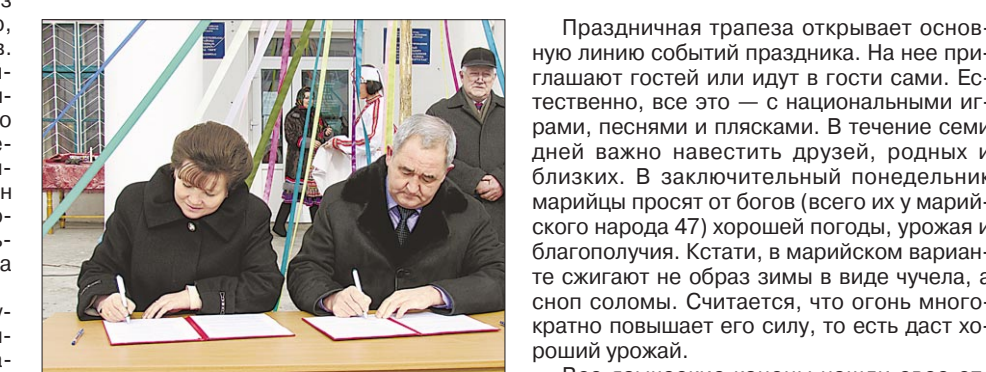 Праздничная трапеза открывает основ-
ную линию событий праздника. На нее при-
глашают гостей или идут в гости сами. Ес-
тественно, все это — с национальными иг-
рами, песнями и плясками. В течение семи
дней важно навестить друзей, родных и
близких. В заключительный понедельник
марийцы просят от богов (всего их у марий-
ского народа 47) хорошей погоды, урожая и
благополучия. Кстати, в марийском вариан-
те сжигают не образ зимы в виде чучела, а
сноп соломы. Считается, что огонь много-
кратно повышает его силу, то есть даст хо-
роший урожай.